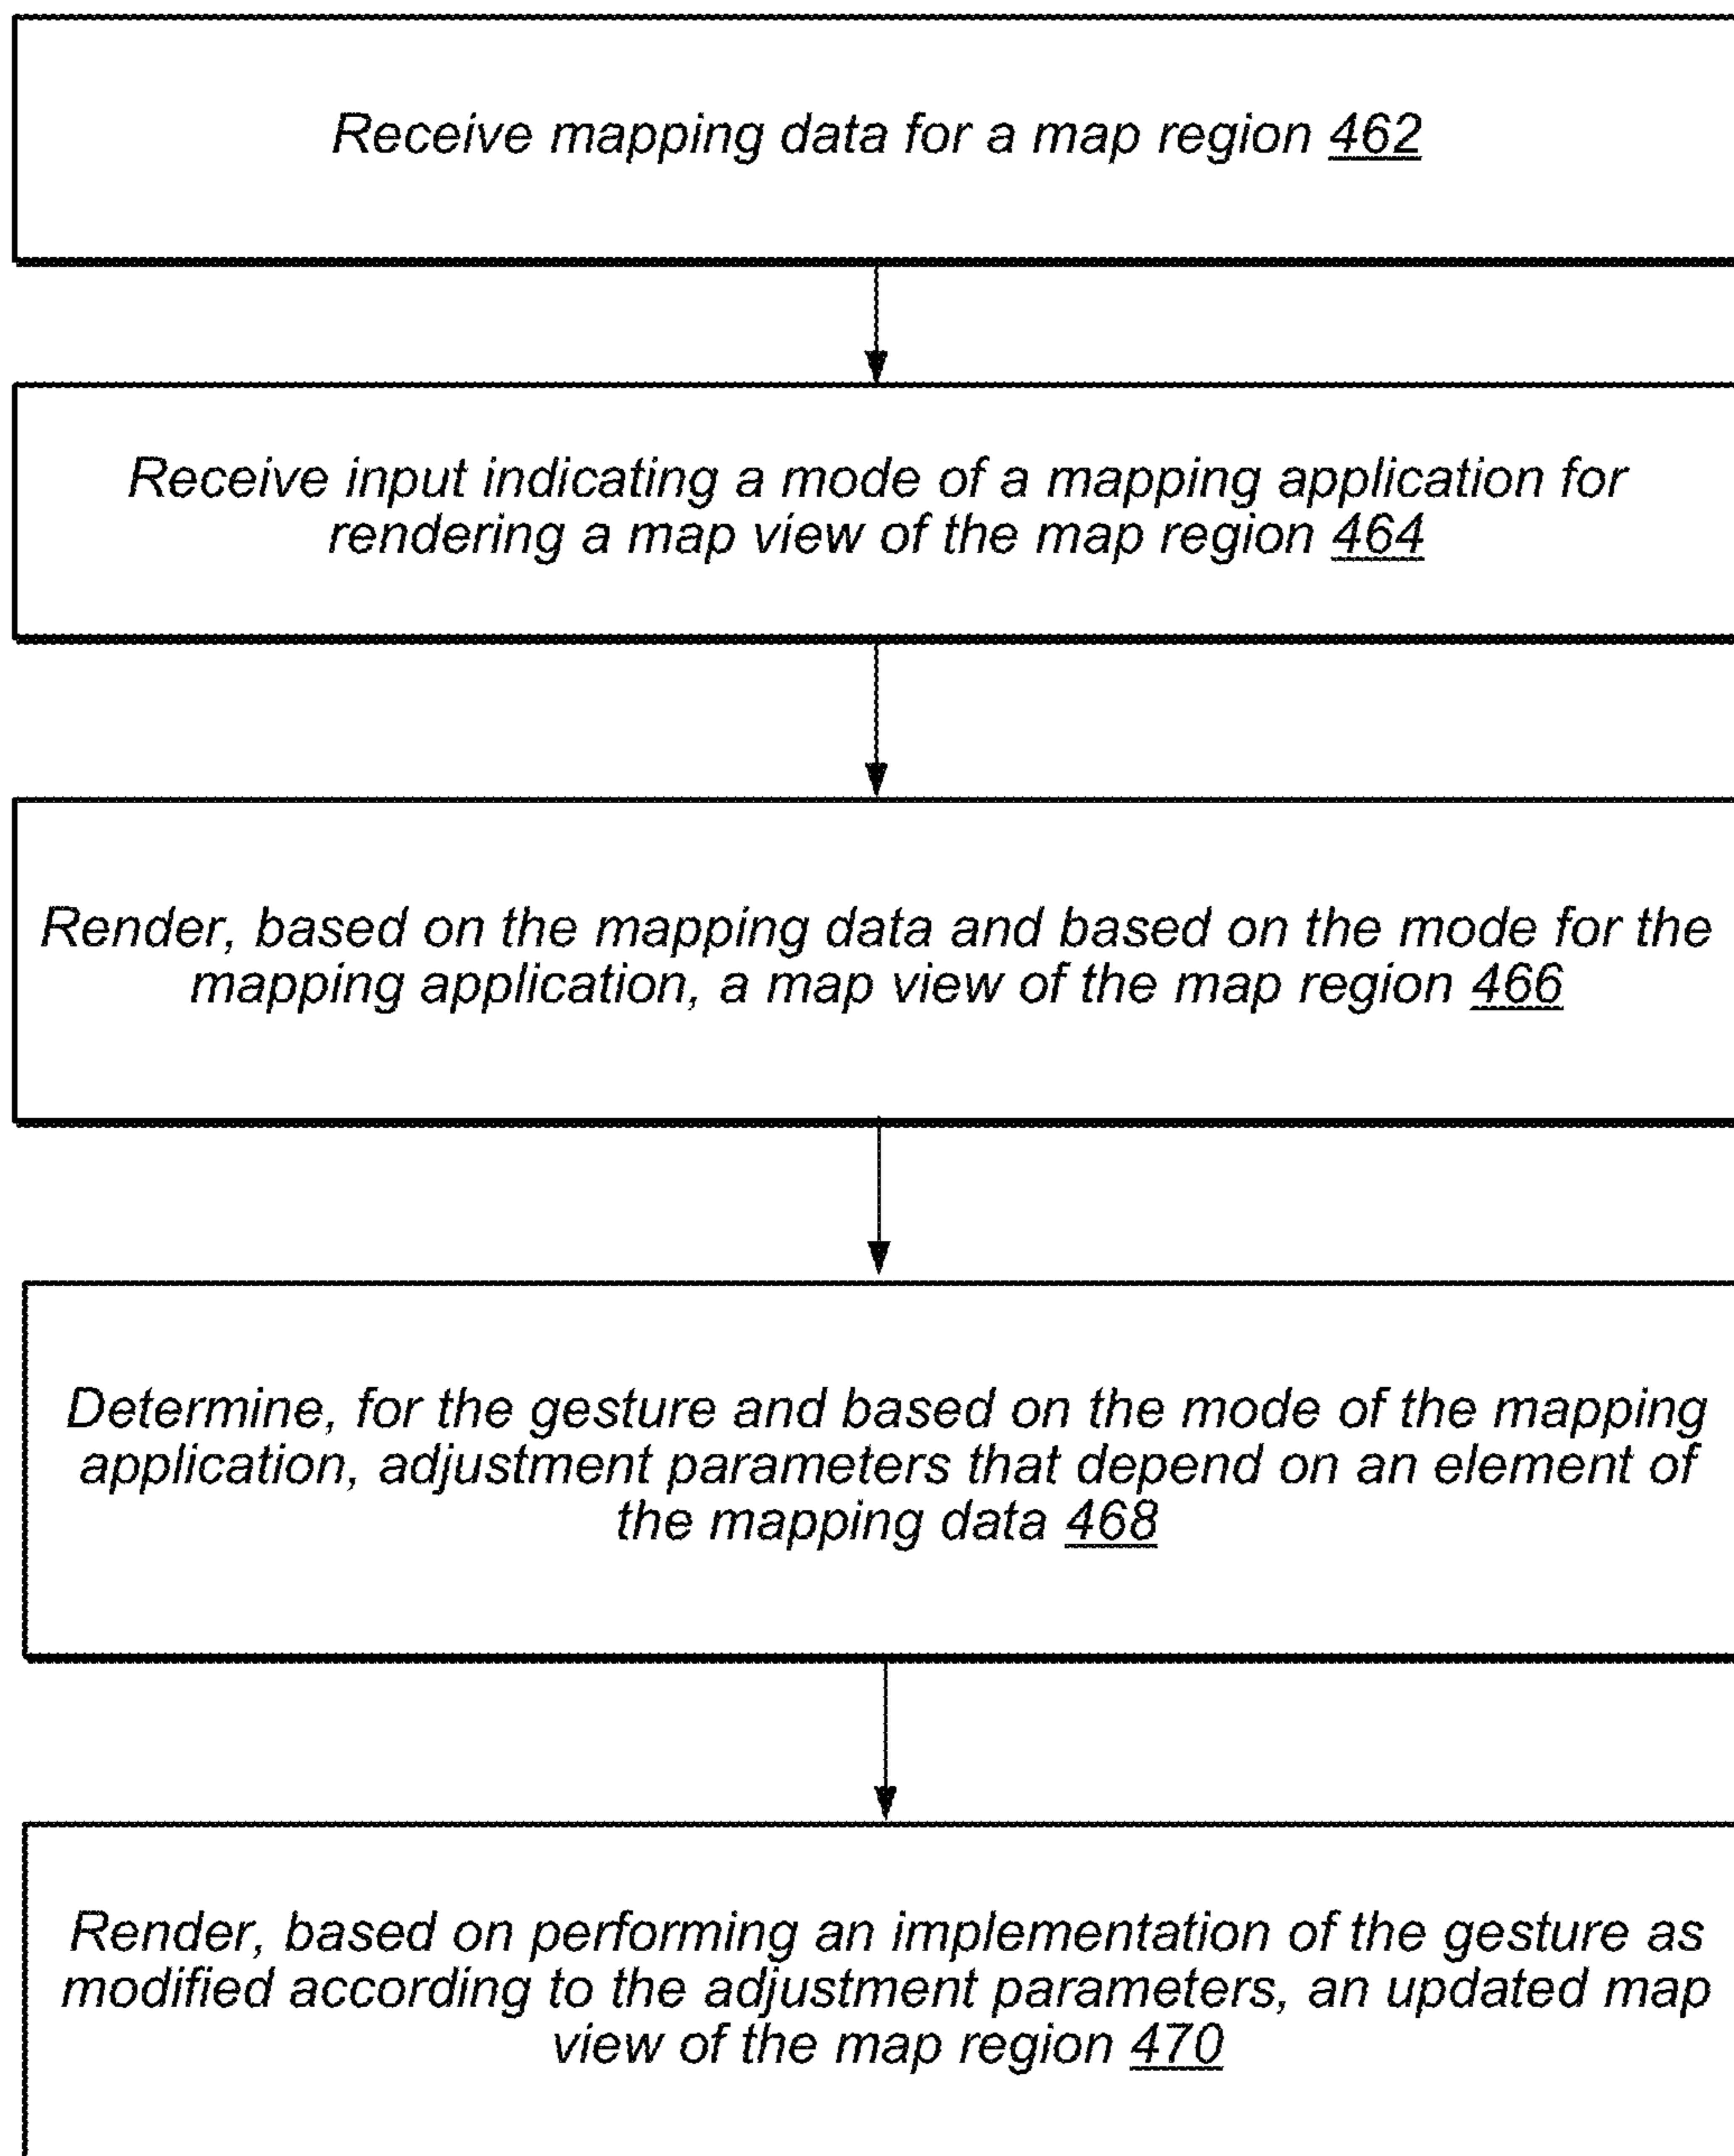 Receive mapping data for a map region 462
Receive input indicating a mode of a mapping application for
rendering a map view of the map region 464
Render, based on the mapping data and based on the mode for the
mapping application, a map view of the map region 466
Determine, for the gesture and based on the mode of the mapping
application, adjustment parameters that depend on an element of
the mapping data 468
Render, based on performing an implementation of the gesture as
modified according to the adjustment parameters, an updated map
view of the map region 470